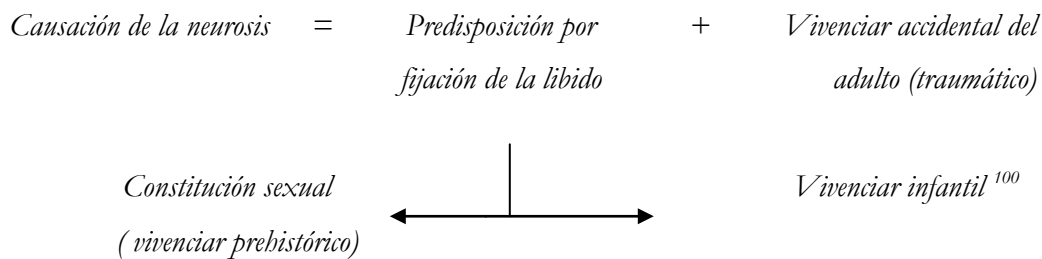 Causación de la neurosis = Predisposición por + Vivenciar accidental del
fijación de la libido adulto (traumático)
Constitución sexual Vivenciar infantil 100
( vivenciar prehistórico)